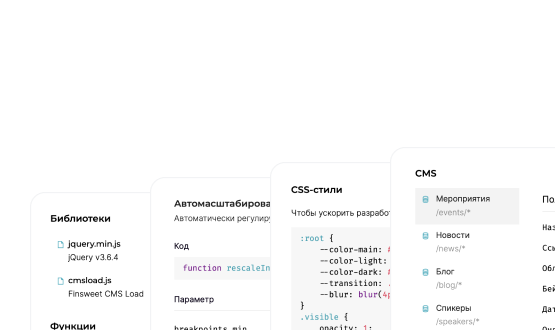 Библиотеки
jquery.min.js
jQuery v3.6.4
cmsload.js
Finsweet CMS Load
Функции
Автомасштабирова
Автоматически регулиру
Код
function rescaleIn
Параметр
breakpoints.min
CSS-стили
Чтобы ускорить разработ
:root {
--color-main: #
--color-light:
--color-dark: #
--transition: .
--blur: blur(4p
}
.visible {
opacity: 1;
CMS
Мероприятия
/events/*
Новости
/news/*
Блог
/blog/*
Спикеры
/speakers/*
По
Наз
Ссы
Обл
Бей
Дат